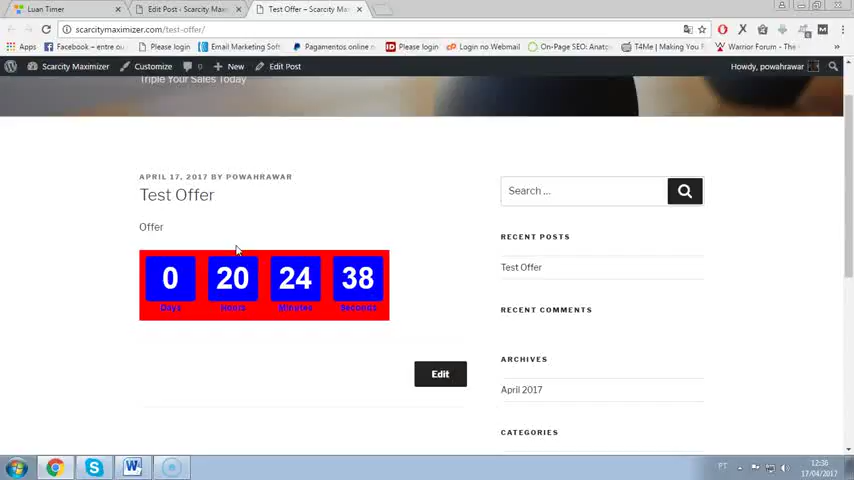 Luan Timer
Edit Post ‹ Scarcity Maxi
Test Offer – Scarcity Ma
scarcitymaximizer.com/test-offer/
Apps
Facebook – entre ou
Please login
Email Marketing Soft
Pagamentos.online
Please login
Login no Webmail
On-Page SEO: Anato
T4Me | Making You
Warrior Forum - The
Scarcity Maximizer
Customize
0
New
Edit Post
Howdy, powahrawar
Triple Your Sales Today
APRIL 17, 2017 BY POWAHRAWAR
Test Offer
Offer
0 20 24 38
Days Hours Minutes Seconds
Edit
Search …
RECENT POSTS
Test Offer
RECENT COMMENTS
ARCHIVES
April 2017
CATEGORIES
PT
12:36
17/04/2017